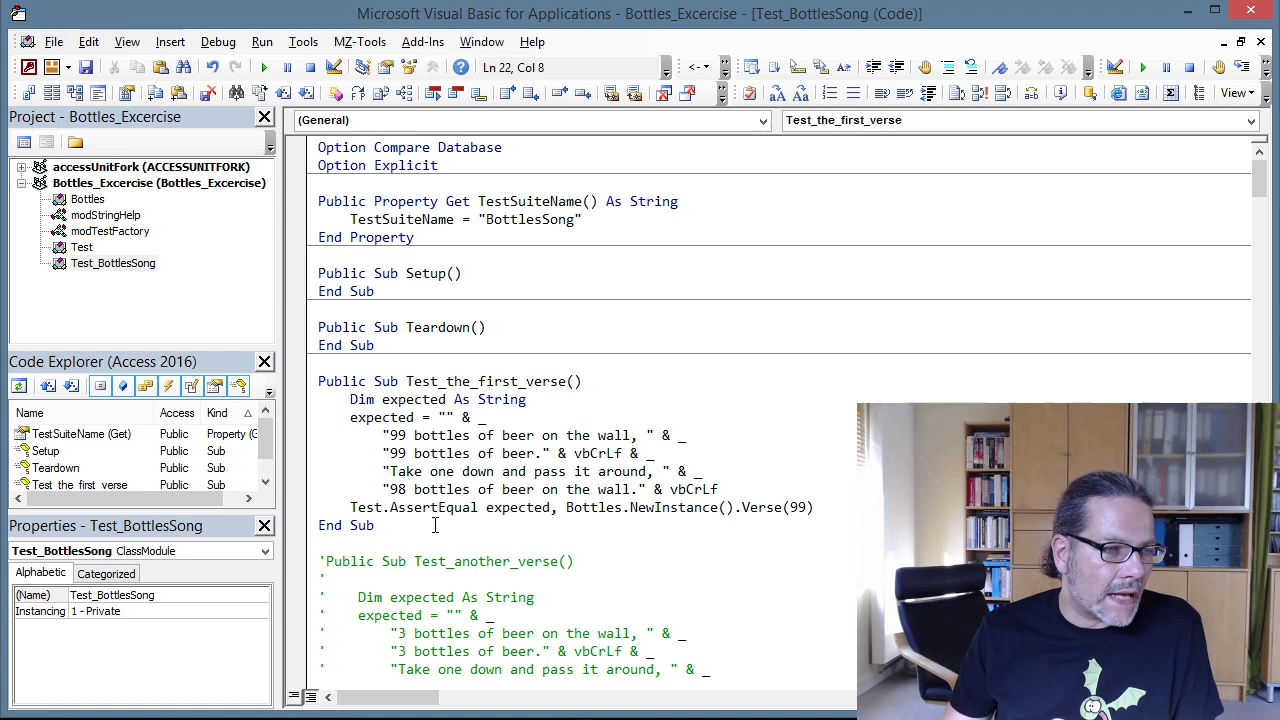 Microsoft Visual Basic for Applications - Bottles_Excercise - [Test_BottlesSong (Code)]
File Edit View Insert Format Debug Run Tools MZ-Tools Add-Ins Window Help
Ln 22, Col 8
View
Project - Bottles_Excercise
(General)
Test_the_first_verse
accessUnitFork (ACCESSUNITFORK)
Bottles_Excercise (Bottles_Excercise)
Bottles
modStringHelp
modTestFactory
Test
Test_BottlesSong
Code Explorer (Access 2016)
Name Access Kind
TestSuiteName (Get) Public Property (G
Setup Public Sub
Teardown Public Sub
Test_the_first_verse Public Sub
Properties - Test_BottlesSong
Test_BottlesSong ClassModule
Alphabetic Categorized
(Name) Test_BottlesSong
Instancing 1 - Private
Option Compare Database
Option Explicit
Public Property Get TestSuiteName() As String
TestSuiteName = "BottlesSong"
End Property
Public Sub Setup()
End Sub
Public Sub Teardown()
End Sub
Public Sub Test_the_first_verse()
Dim expected As String
expected = "" & _
"99 bottles of beer on the wall, " & _
"99 bottles of beer." & vbCrLf & _
"Take one down and pass it around, " & _
"98 bottles of beer on the wall." & vbCrLf
Test.AssertEqual expected, Bottles.NewInstance().Verse(99)
End Sub
'Public Sub Test_another_verse()
'
' Dim expected As String
' expected = "" & _
' "3 bottles of beer on the wall, " & _
' "3 bottles of beer." & vbCrLf & _
' "Take one down and pass it around, " & _